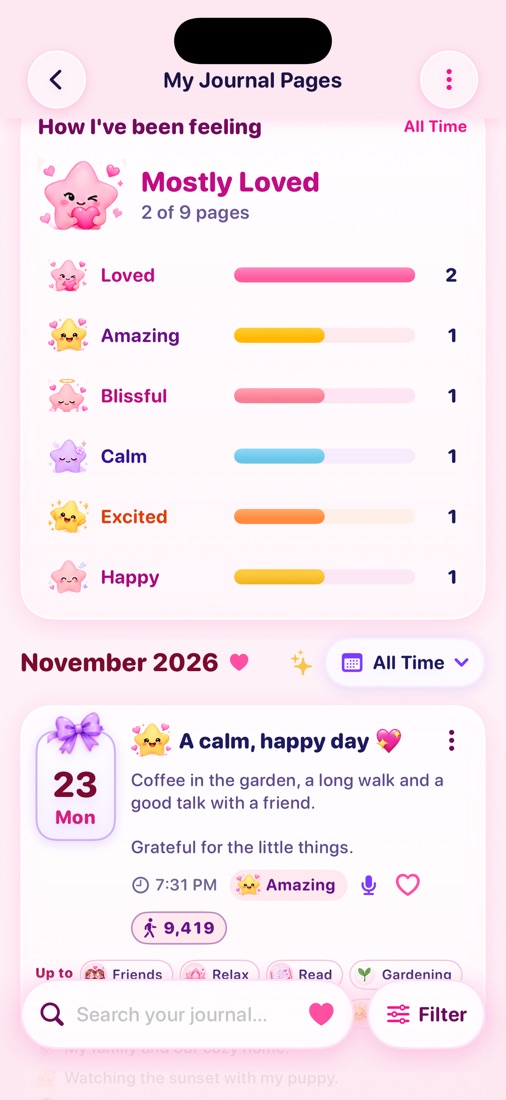 My Journal Pages
How I've been feeling
All Time
Mostly Loved
2 of 9 pages
Loved 2
Amazing 1
Blissful 1
Calm 1
Excited 1
Happy 1
November 2026
All Time
23
Mon
A calm, happy day
Coffee in the garden, a long walk and a
good talk with a friend.
Grateful for the little things.
7:31 PM Amazing
9,419
Up to Friends Relax Read Gardening
Search your journal...
Filter
My family and our cozy home.
Watching the sunset with my puppy.